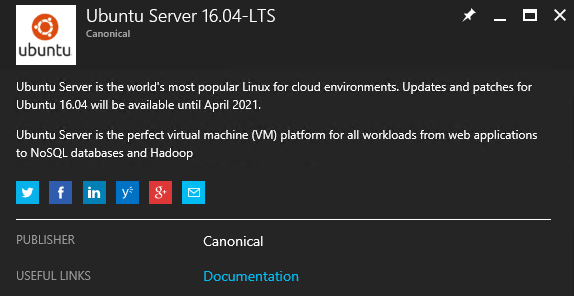 ubuntu
Ubuntu Server 16.04-LTS
Canonical
Ubuntu Server is the world's most popular Linux for cloud environments. Updates and patches for
Ubuntu 16.04 will be available until April 2021.
Ubuntu Server is the perfect virtual machine (VM) platform for all workloads from web applications
to NoSQL databases and Hadoop
f in y g+
PUBLISHER Canonical
USEFUL LINKS Documentation